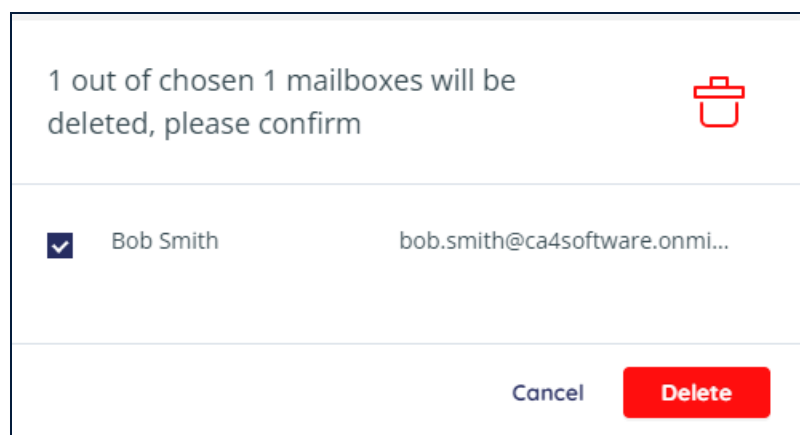 1 out of chosen 1 mailboxes will be
deleted, please confirm
Bob Smith bob.smith@ca4software.onmi...
Cancel Delete